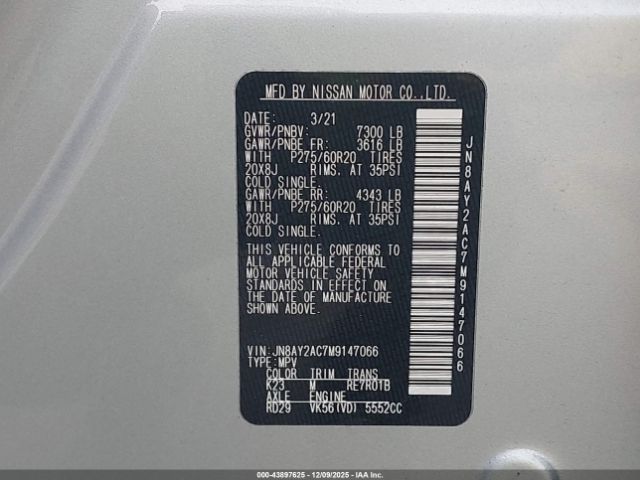 MFD BY NISSAN MOTOR CO.,LTD.
DATE: 3/21
GVWR/PNBV: 7300 LB
GAWR/PNBE FR: 3616 LB
WITH P275/60R20 TIRES
20X8J RIMS, AT 35PSI
COLD SINGLE.
GAWR/PNBE RR: 4343 LB
WITH P275/60R20 TIRES
20X8J RIMS, AT 35PSI
COLD SINGLE.
THIS VEHICLE CONFORMS TO
ALL APPLICABLE FEDERAL
MOTOR VEHICLE SAFETY
STANDARDS IN EFFECT ON
THE DATE OF MANUFACTURE
SHOWN ABOVE.
VIN:JN8AY2AC7M9147066
TYPE:MPV
COLOR TRIM TRANS
K23 M RE7R01B
AXLE ENGINE
RD29 VK56(VD) 5552CC
JN8AY2AC7M9147066
000-43897625 - 12/09/2025 - IAAI.com